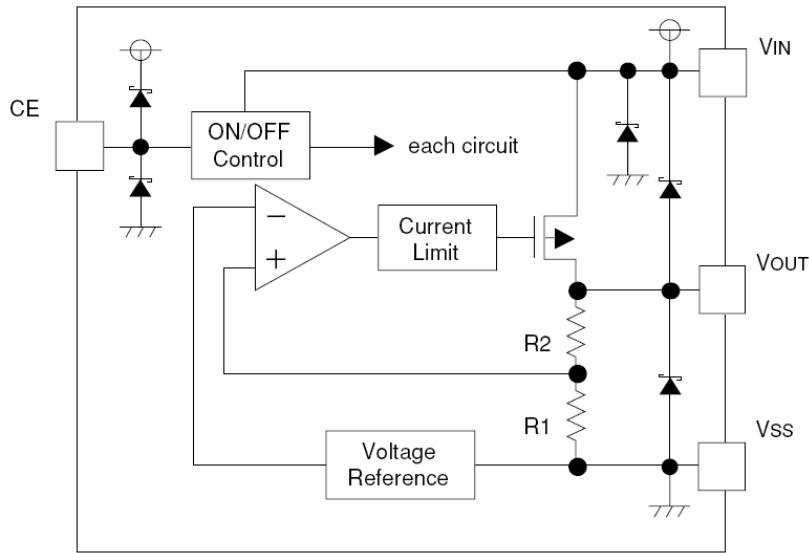 VIN
CE
ON/OFF
Control
each circuit
−
+
Current
Limit
VOUT
R2
R1
VSS
Voltage
Reference